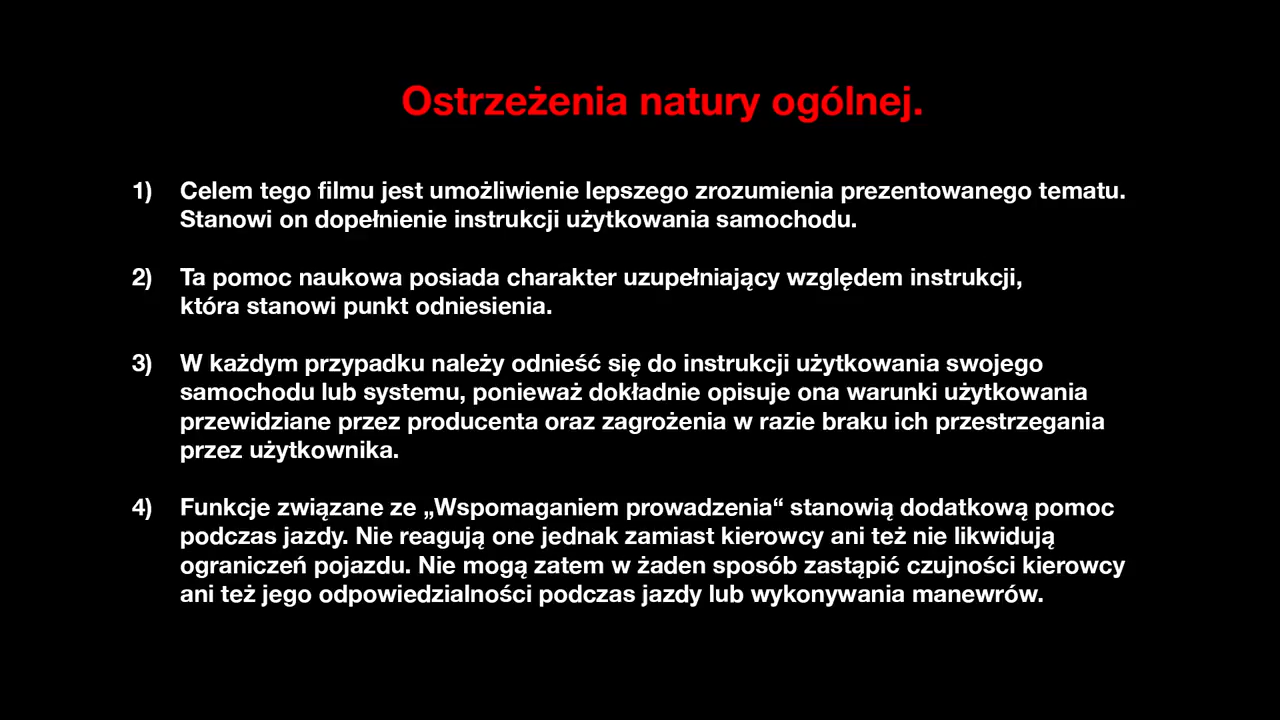 Ostrzeżenia natury ogólnej.
1) Celem tego filmu jest umożliwienie lepszego zrozumienia prezentowanego tematu.
Stanowi on dopełnienie instrukcji użytkowania samochodu.
2) Ta pomoc naukowa posiada charakter uzupełniający względem instrukcji,
która stanowi punkt odniesienia.
3) W każdym przypadku należy odnieść się do instrukcji użytkowania swojego
samochodu lub systemu, ponieważ dokładnie opisuje ona warunki użytkowania
przewidziane przez producenta oraz zagrożenia w razie braku ich przestrzegania
przez użytkownika.
4) Funkcje związane ze „Wspomaganiem prowadzenia“ stanowią dodatkową pomoc
podczas jazdy. Nie reagują one jednak zamiast kierowcy ani też nie likwidują
ograniczeń pojazdu. Nie mogą zatem w żaden sposób zastąpić czujności kierowcy
ani też jego odpowiedzialności podczas jazdy lub wykonywania manewrów.